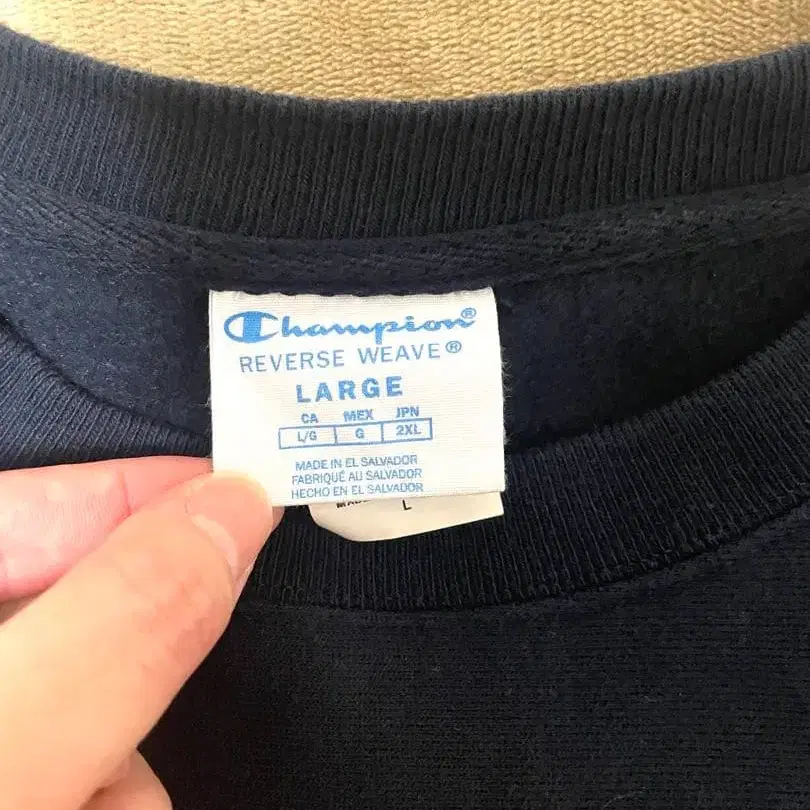 Champion®
REVERSE WEAVE®
LARGE
CA MEX JPN
L/G G 2XL
MADE IN EL SALVADOR
FABRIQUÉ AU SALVADOR
HECHO EN EL SALVADOR
L